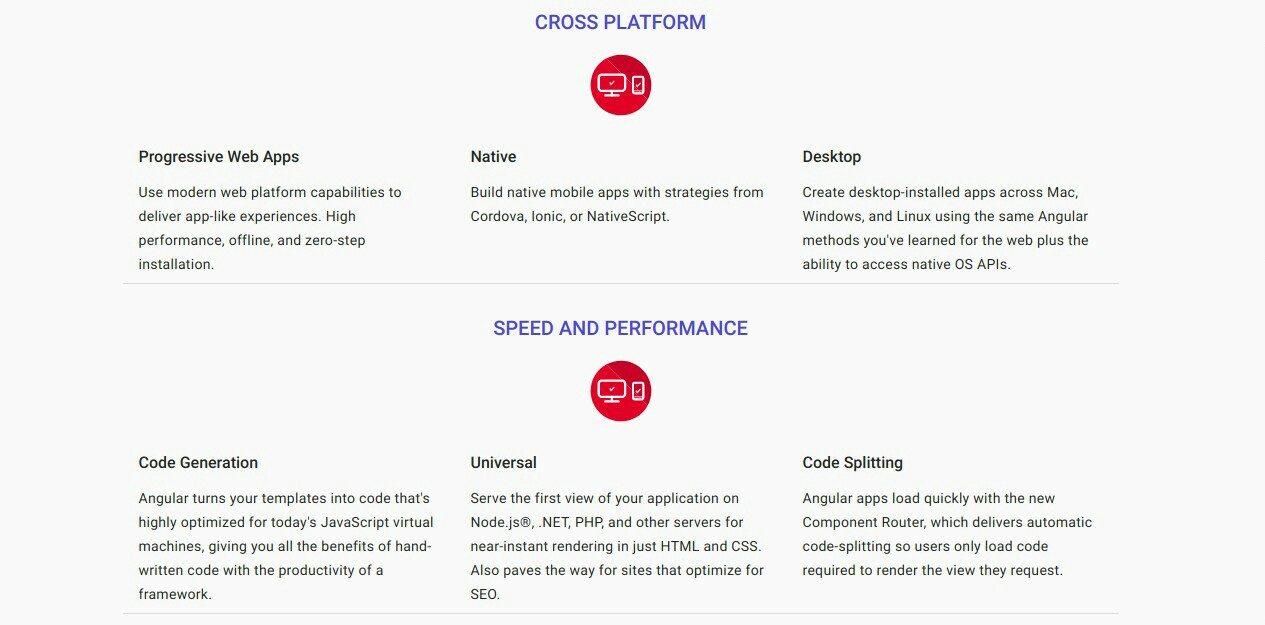 CROSS PLATFORM
Progressive Web Apps
Use modern web platform capabilities to
deliver app-like experiences. High
performance, offline, and zero-step
installation.
Native
Build native mobile apps with strategies from
Cordova, Ionic, or NativeScript.
Desktop
Create desktop-installed apps across Mac,
Windows, and Linux using the same Angular
methods you've learned for the web plus the
ability to access native OS APIs.
SPEED AND PERFORMANCE
Code Generation
Angular turns your templates into code that's
highly optimized for today's JavaScript virtual
machines, giving you all the benefits of hand-
written code with the productivity of a
framework.
Universal
Serve the first view of your application on
Node.js®, .NET, PHP, and other servers for
near-instant rendering in just HTML and CSS.
Also paves the way for sites that optimize for
SEO.
Code Splitting
Angular apps load quickly with the new
Component Router, which delivers automatic
code-splitting so users only load code
required to render the view they request.